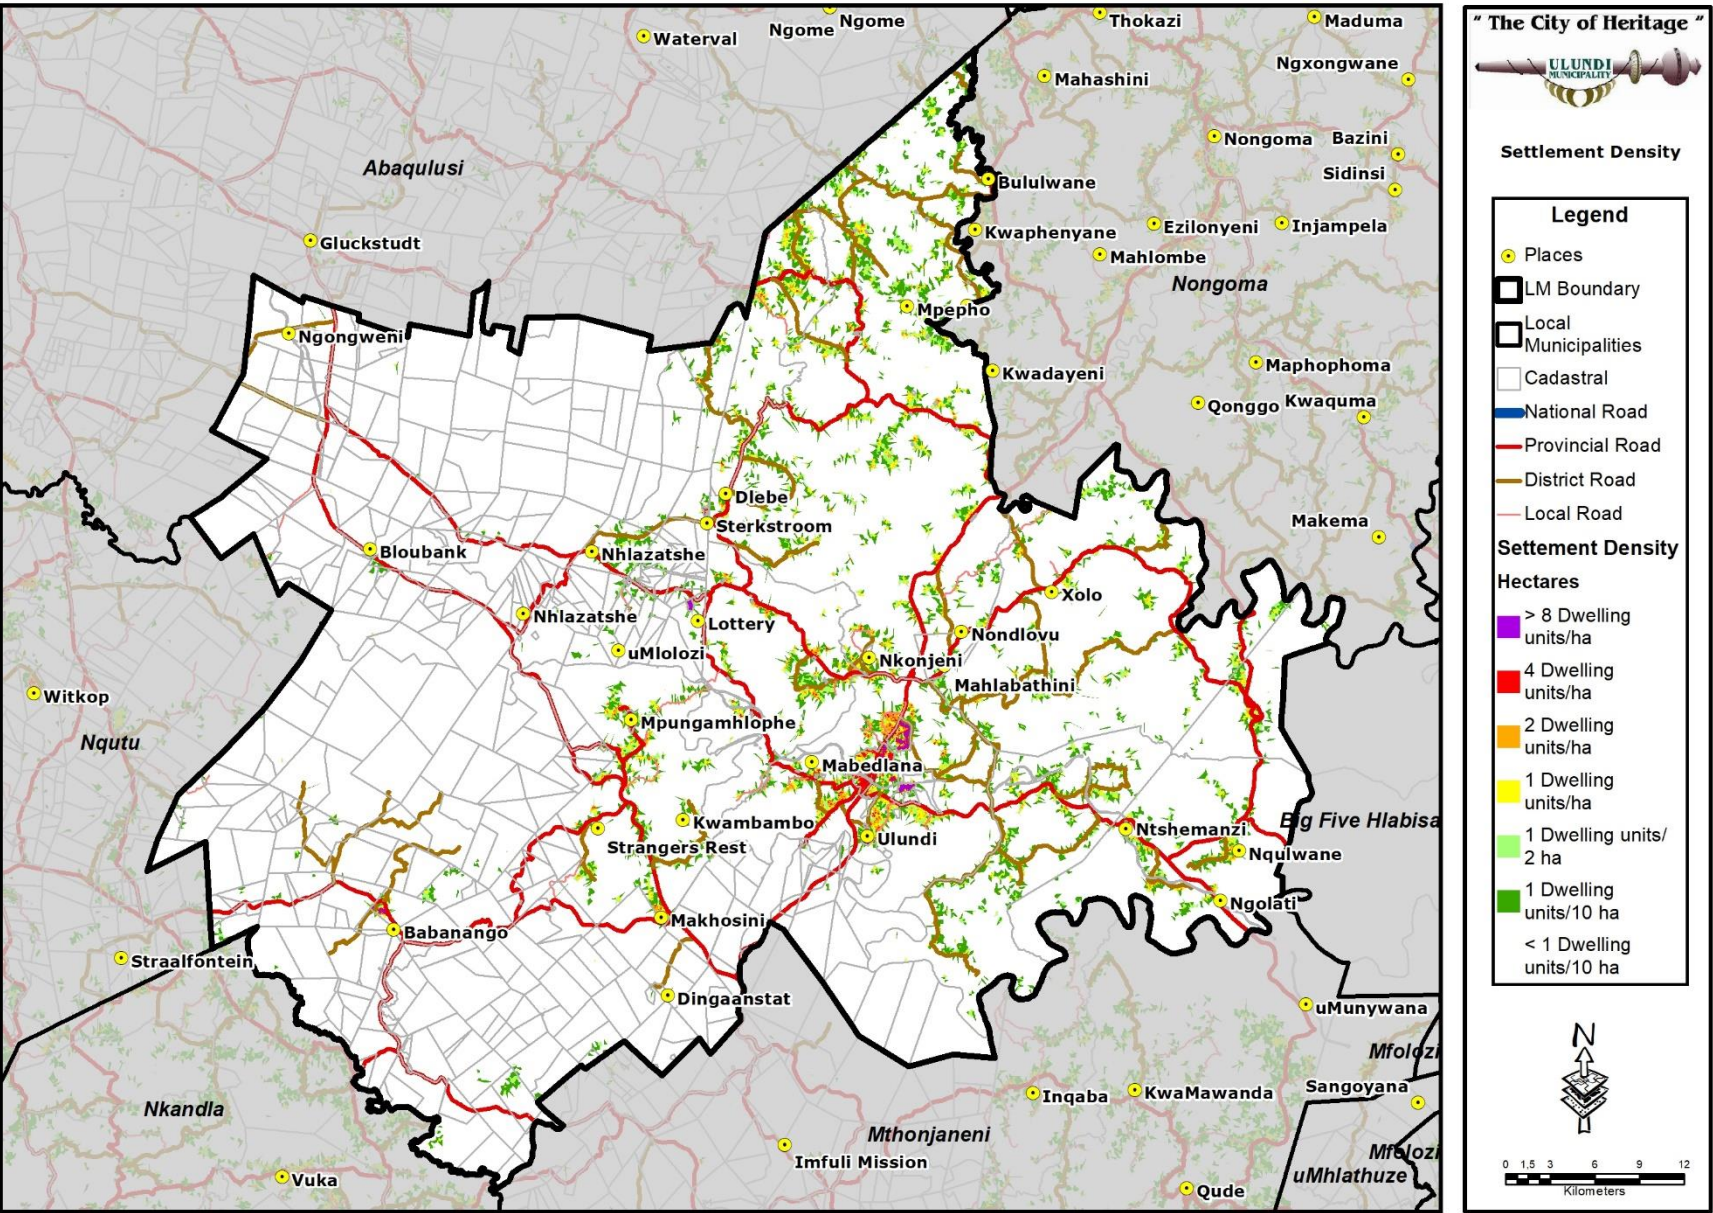 Ngome
Ngome
Waterval
Thokazi
Maduma
Ngxongwane
Mahashini
Nongoma
Bazini
Sidinsi
Abaqulusi
Bululwane
Kwaphenyane
Ezilonyeni
Injampela
Gluckstudt
Mahlombe
Nongoma
Mpepho
Ngongweni
Kwadayeni
Maphophoma
Qonggo
Kwaquma
Dlebe
Sterkstroom
Makema
Bloubank
Nhlazatshe
Xolo
Nhlazatshe
Lottery
Nondlovu
uMlolozi
Nkonjeni
Mahlabathini
Witkop
Mpungamhlophe
Nqutu
Mabedlana
Kwambambo
Ntshemanzi
Big Five Hlabisa
Strangers Rest
Ulundi
Nqulwane
Ngolati
Makhosini
Babanango
Straalfontein
Dingaanstat
uMunywana
Mfolozi
Sangoyana
Inqaba
KwaMawanda
Nkandla
Mthonjaneni
Mfolozi
uMhlathuze
Imfuli Mission
Vuka
Qude
" The City of Heritage "
ULUNDI
MUNICIPALITY
Settlement Density
Legend
Places
LM Boundary
Local
Municipalities
Cadastral
National Road
Provincial Road
District Road
Local Road
Settement Density
Hectares
> 8 Dwelling
units/ha
4 Dwelling
units/ha
2 Dwelling
units/ha
1 Dwelling
units/ha
1 Dwelling units/
2 ha
1 Dwelling
units/10 ha
< 1 Dwelling
units/10 ha
N
0 1,5 3 6 9 12
Kilometers